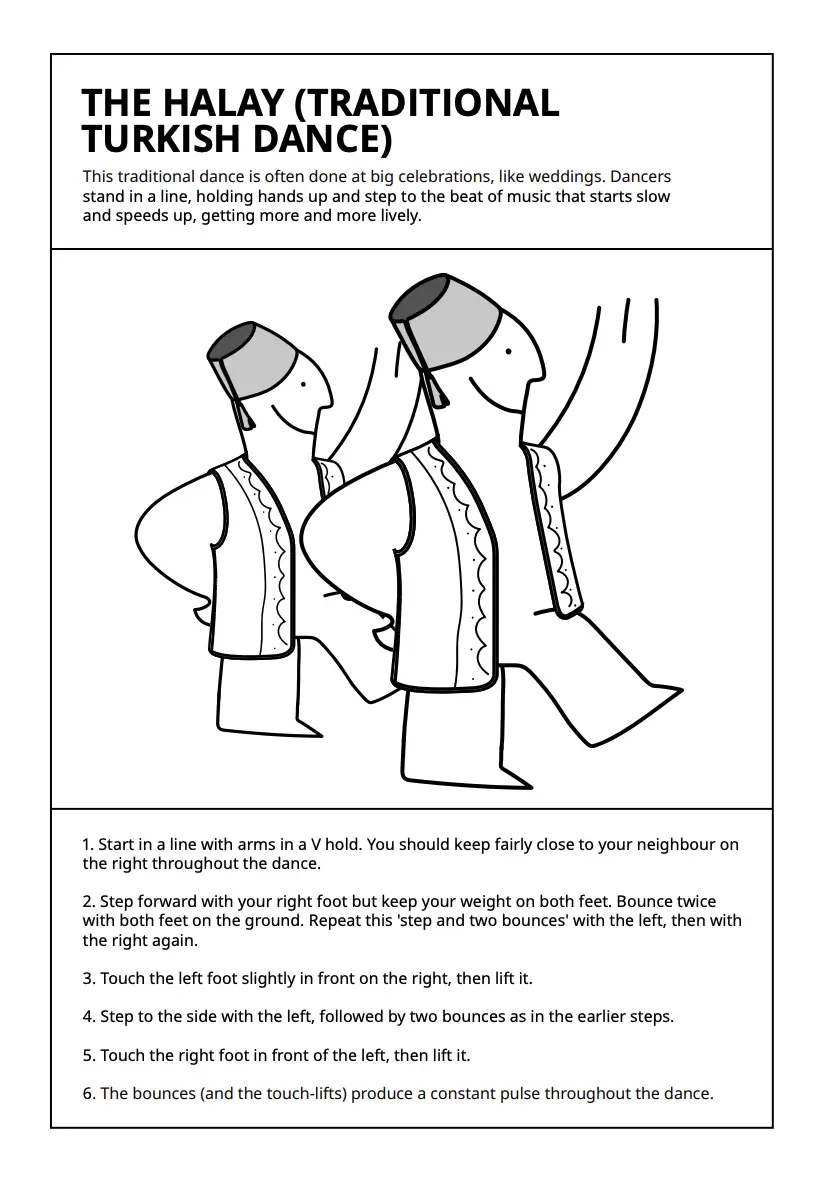 THE HALAY (TRADITIONAL
TURKISH DANCE)
This traditional dance is often done at big celebrations, like weddings. Dancers
stand in a line, holding hands up and step to the beat of music that starts slow
and speeds up, getting more and more lively.
1. Start in a line with arms in a V hold. You should keep fairly close to your neighbour on
the right throughout the dance.
2. Step forward with your right foot but keep your weight on both feet. Bounce twice
with both feet on the ground. Repeat this 'step and two bounces' with the left, then with
the right again.
3. Touch the left foot slightly in front on the right, then lift it.
4. Step to the side with the left, followed by two bounces as in the earlier steps.
5. Touch the right foot in front of the left, then lift it.
6. The bounces (and the touch-lifts) produce a constant pulse throughout the dance.